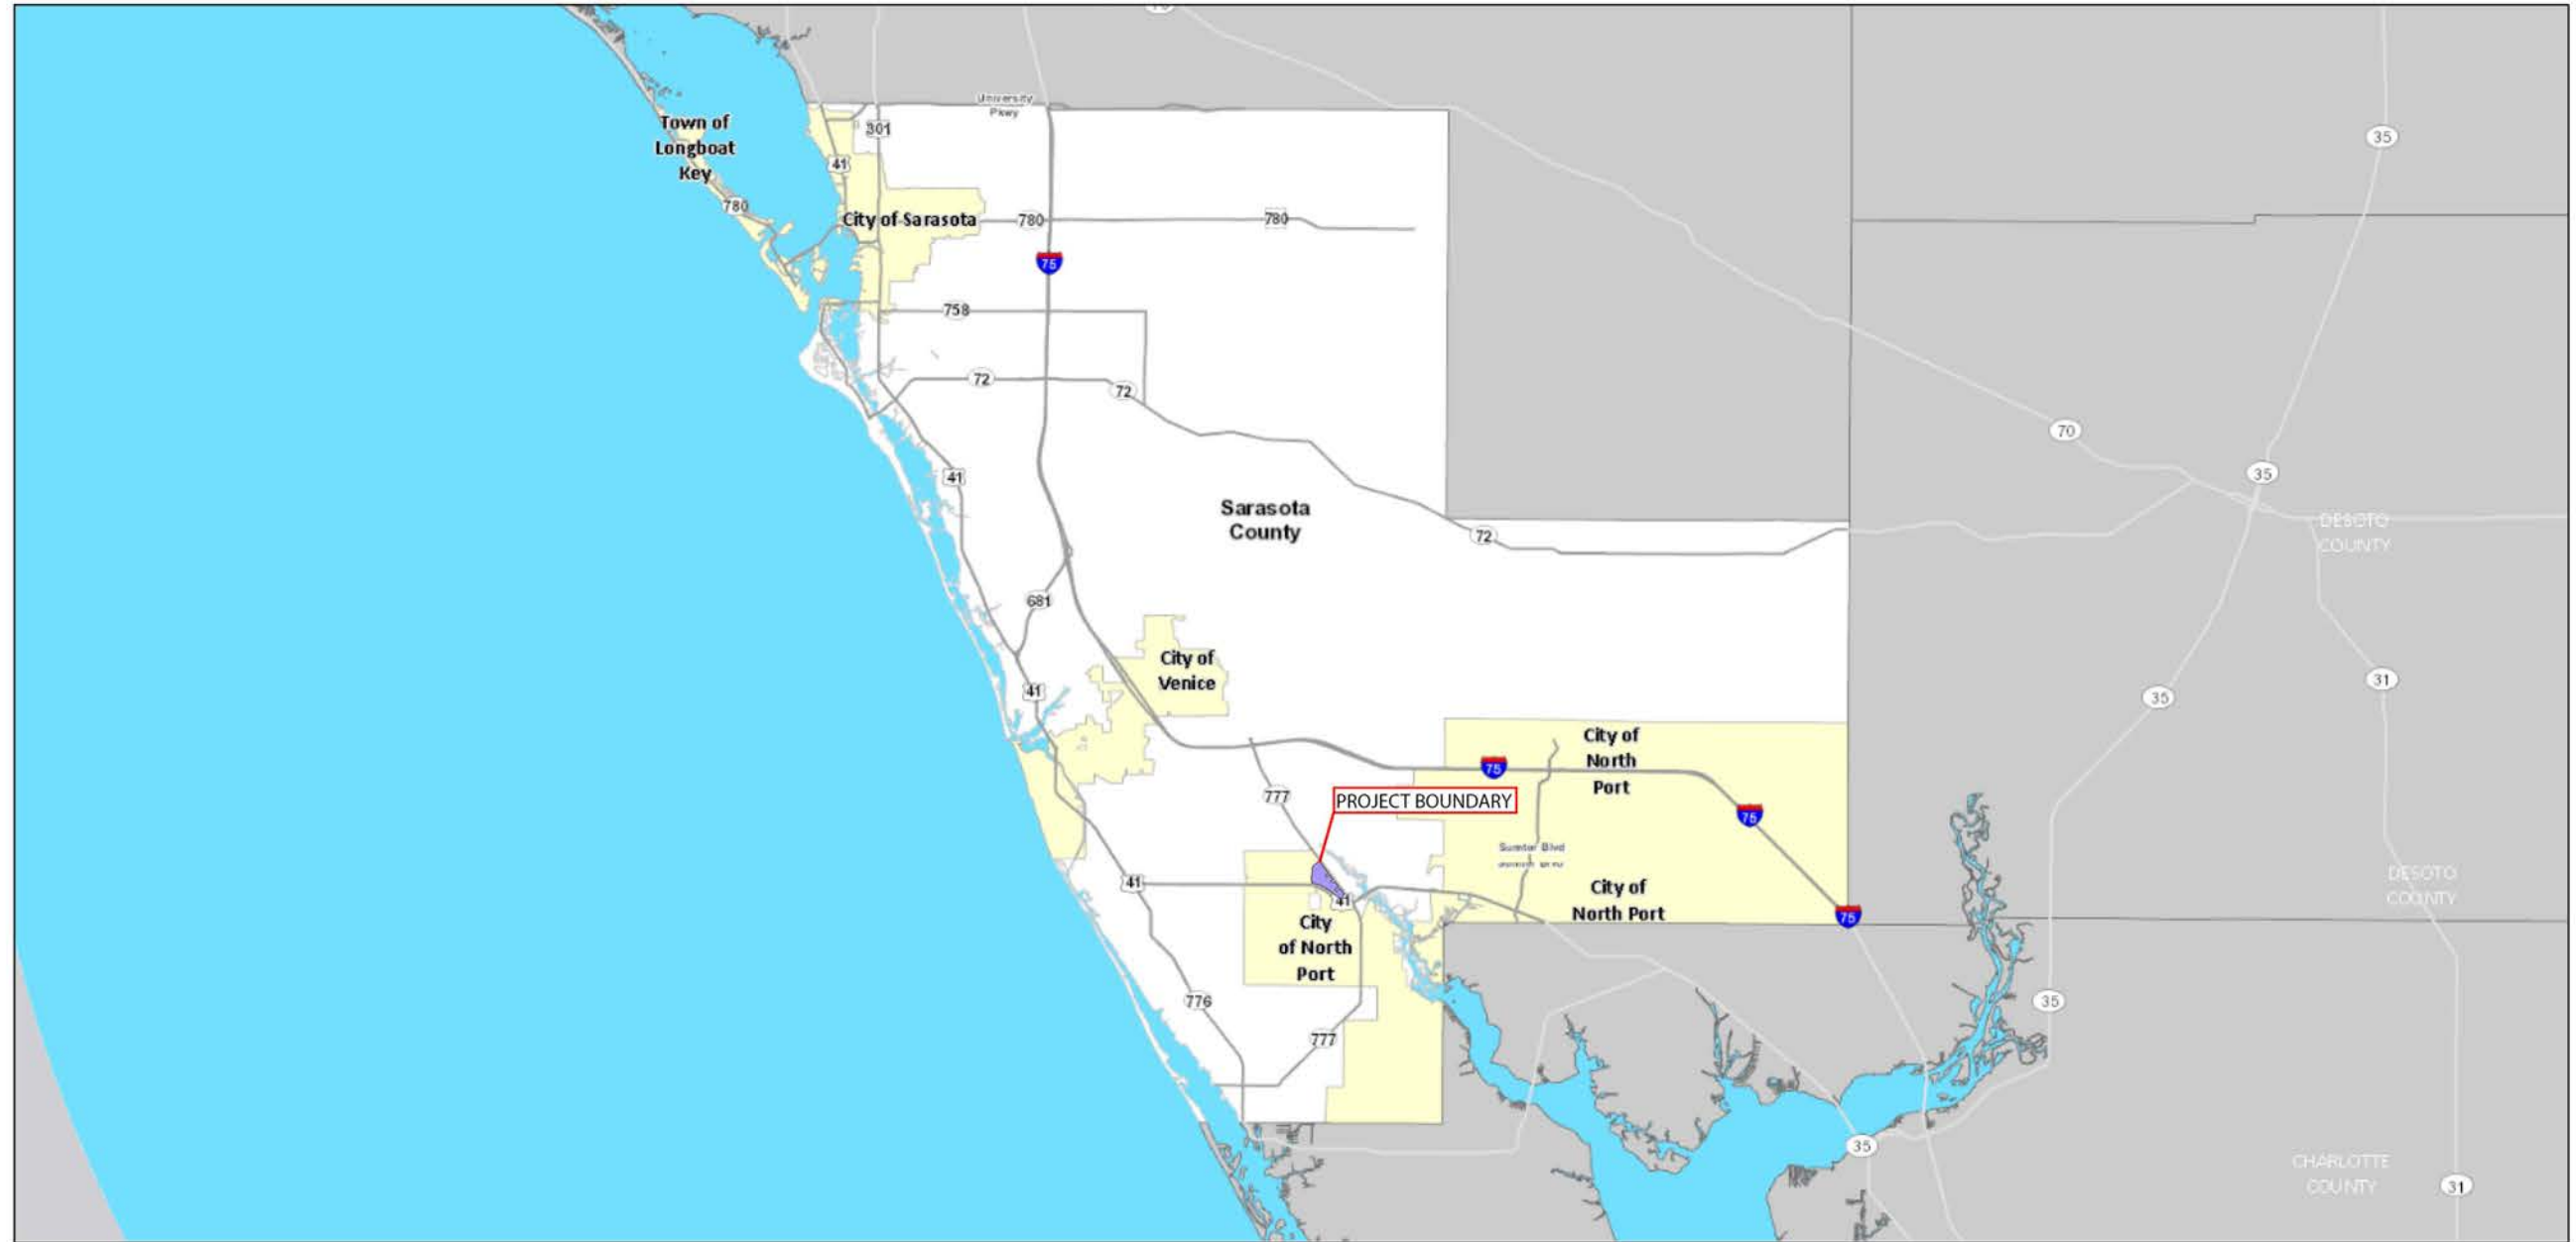 University
Pkwy
Town of
Longboat
Key
301
41
35
780
City of Sarasota
780
780
75
758
72
72
70
41
35
Sarasota
County
72
DESOTO
COUNTY
681
City of
Venice
41
31
35
City of
North
Port
75
777
PROJECT BOUNDARY
75
Sumter Blvd
41
41
City of
North Port
DESOTO
COUNTY
75
City
of North
Port
776
35
777
35
CHARLOTTE
COUNTY
31